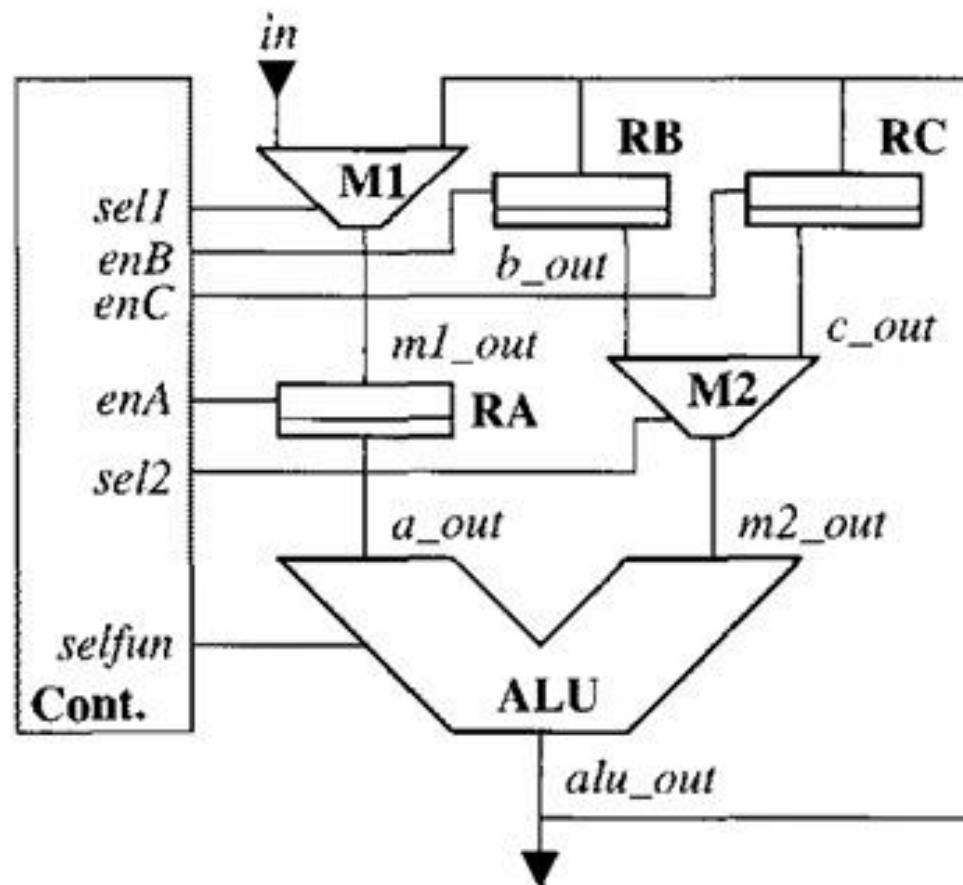 in
RB
RC
M1
sel1
enB
b_out
enC
m1_out
c_out
M2
enA
RA
sel2
a_out
m2_out
selfun
ALU
Cont.
alu_out